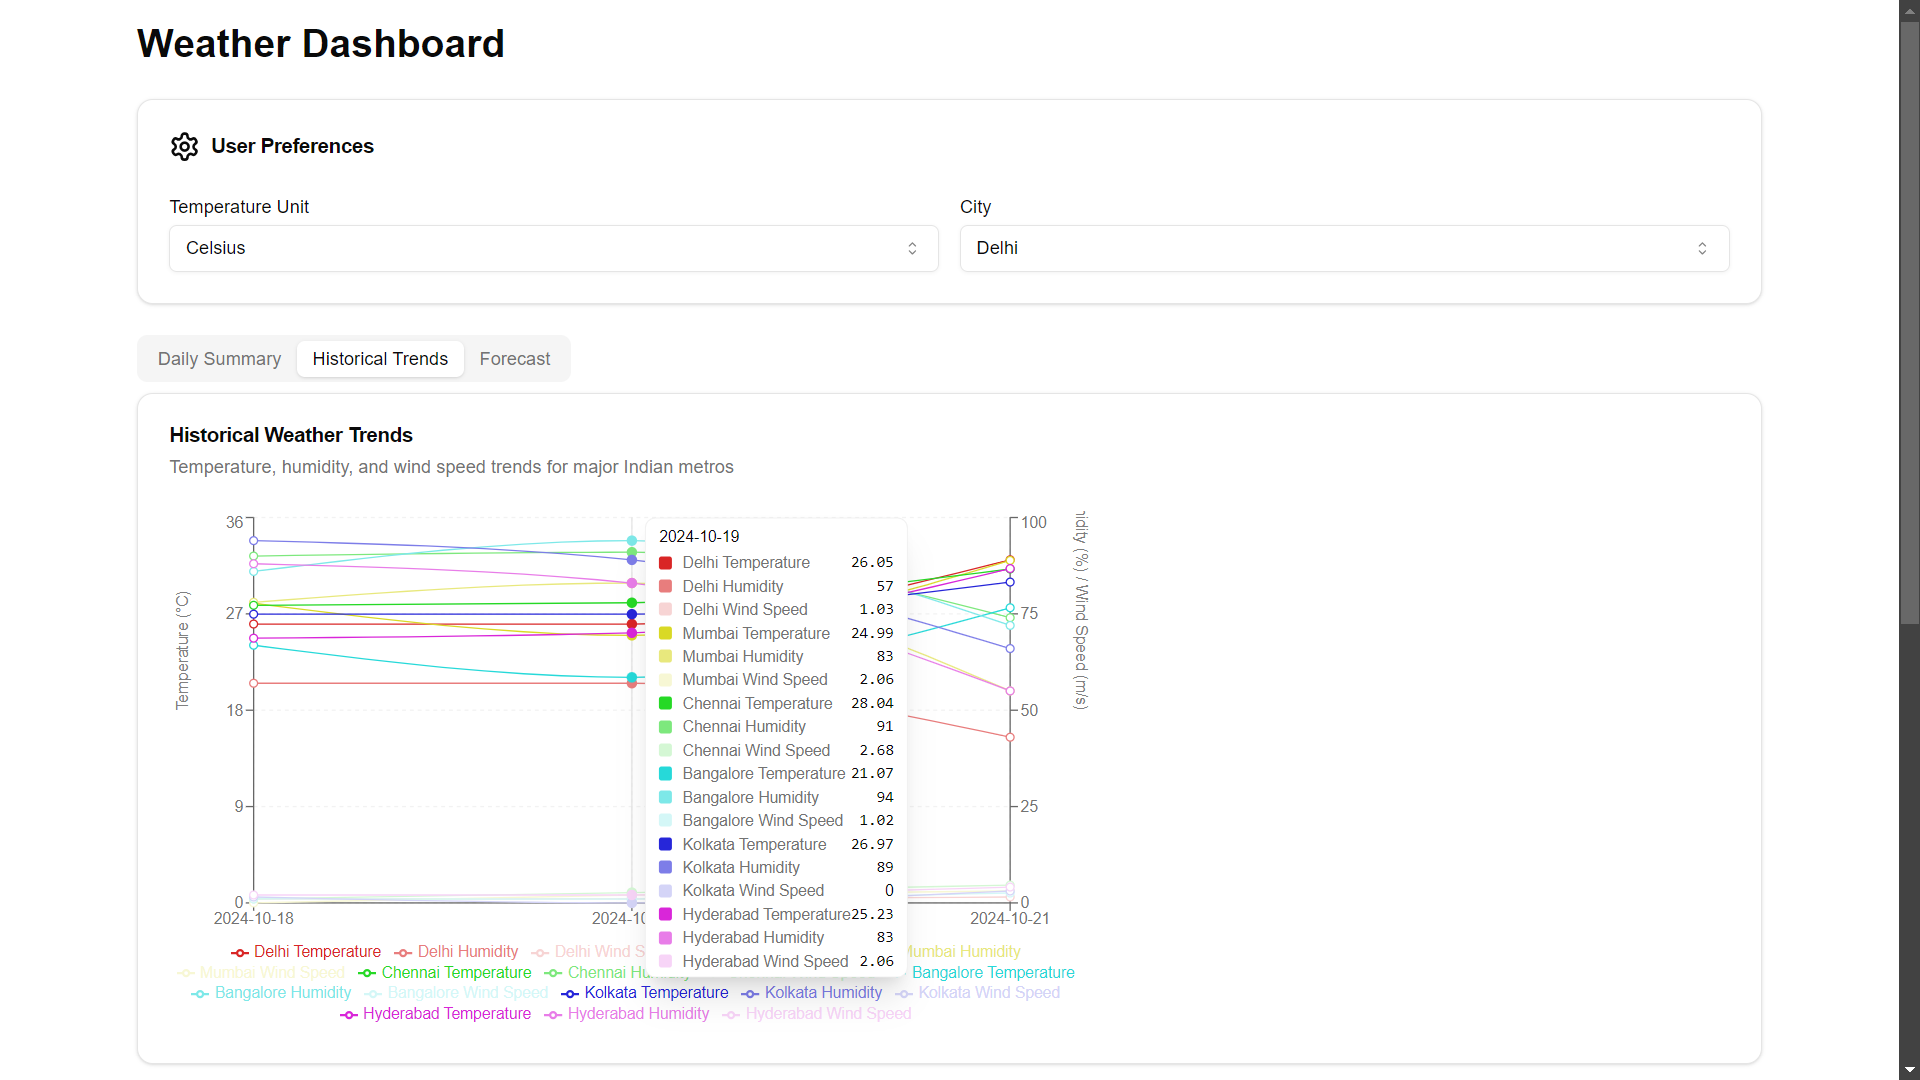 Weather Dashboard
User Preferences
Temperature Unit
City
Celsius
Delhi
Daily Summary Historical Trends Forecast
Historical Weather Trends
Temperature, humidity, and wind speed trends for major Indian metros
36
27
18
9
0
Temperature (°C)
100
75
50
25
0
(%) / Wind Speed (m/s)
2024-10-19
Delhi Temperature 26.05
Delhi Humidity 57
Delhi Wind Speed 1.03
Mumbai Temperature 24.99
Mumbai Humidity 83
Mumbai Wind Speed 2.06
Chennai Temperature 28.04
Chennai Humidity 91
Chennai Wind Speed 2.68
Bangalore Temperature 21.07
Bangalore Humidity 94
Bangalore Wind Speed 1.02
Kolkata Temperature 26.97
Kolkata Humidity 89
Kolkata Wind Speed 0
Hyderabad Temperature 25.23
Hyderabad Humidity 83
Hyderabad Wind Speed 2.06
2024-10-18 2024-10 2024-10-21
Delhi Temperature Delhi Humidity Delhi Wind S Mumbai Humidity
Mumbai Wind Speed Chennai Temperature Chennai Hu Bangalore Temperature
Bangalore Humidity Bangalore Wind Speed Kolkata Temperature Kolkata Humidity Kolkata Wind Speed
Hyderabad Temperature Hyderabad Humidity Hyderabad Wind Speed